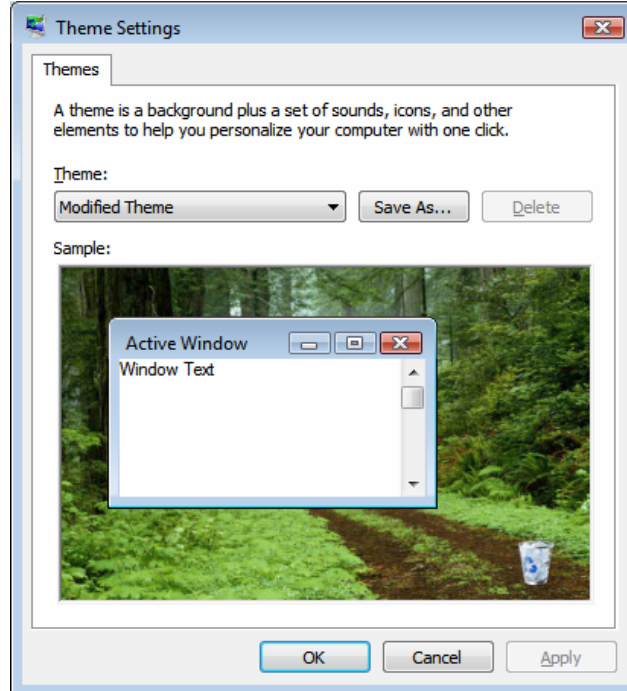 Theme Settings
Themes
A theme is a background plus a set of sounds, icons, and other
elements to help you personalize your computer with one click.
Theme:
Modified Theme
Save As...
Delete
Sample:
Active Window
Window Text
OK
Cancel
Apply